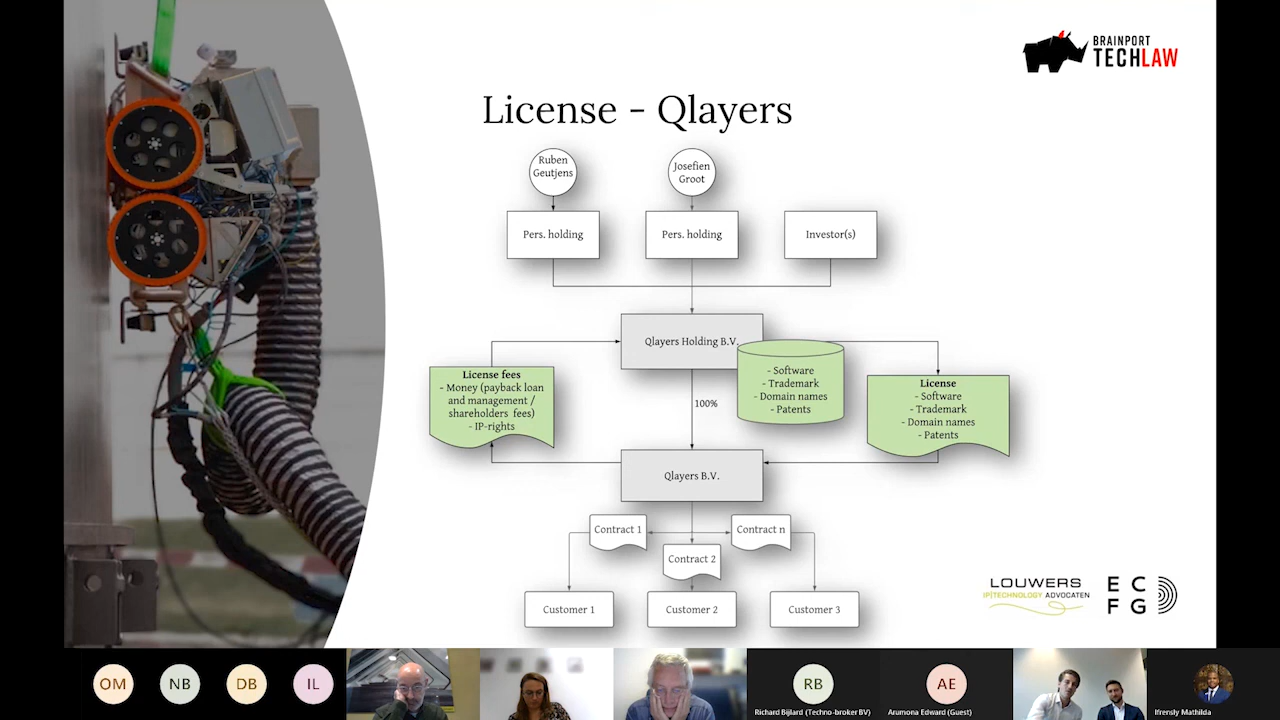 BRAINPORT
TECHLAW
License - Qlayers
Ruben
Geutjens
Josefien
Groot
Pers. holding
Pers. holding
Investor(s)
Qlayers Holding B.V.
- Software
- Trademark
- Domain names
- Patents
License fees
- Money (payback loan
and management /
shareholders fees)
- IP-rights
License
- Software
- Trademark
- Domain names
- Patents
100%
Qlayers B.V.
Contract 1
Contract n
Contract 2
Customer 1
Customer 2
Customer 3
LOUWERS
IP|TECHNOLOGY ADVOCATEN
E C
F G
OM
NB
DB
IL
RB
AE
Richard Bijlard (Techno-broker BV)
Arumona Edward (Guest)
Ifrensly Mathilda